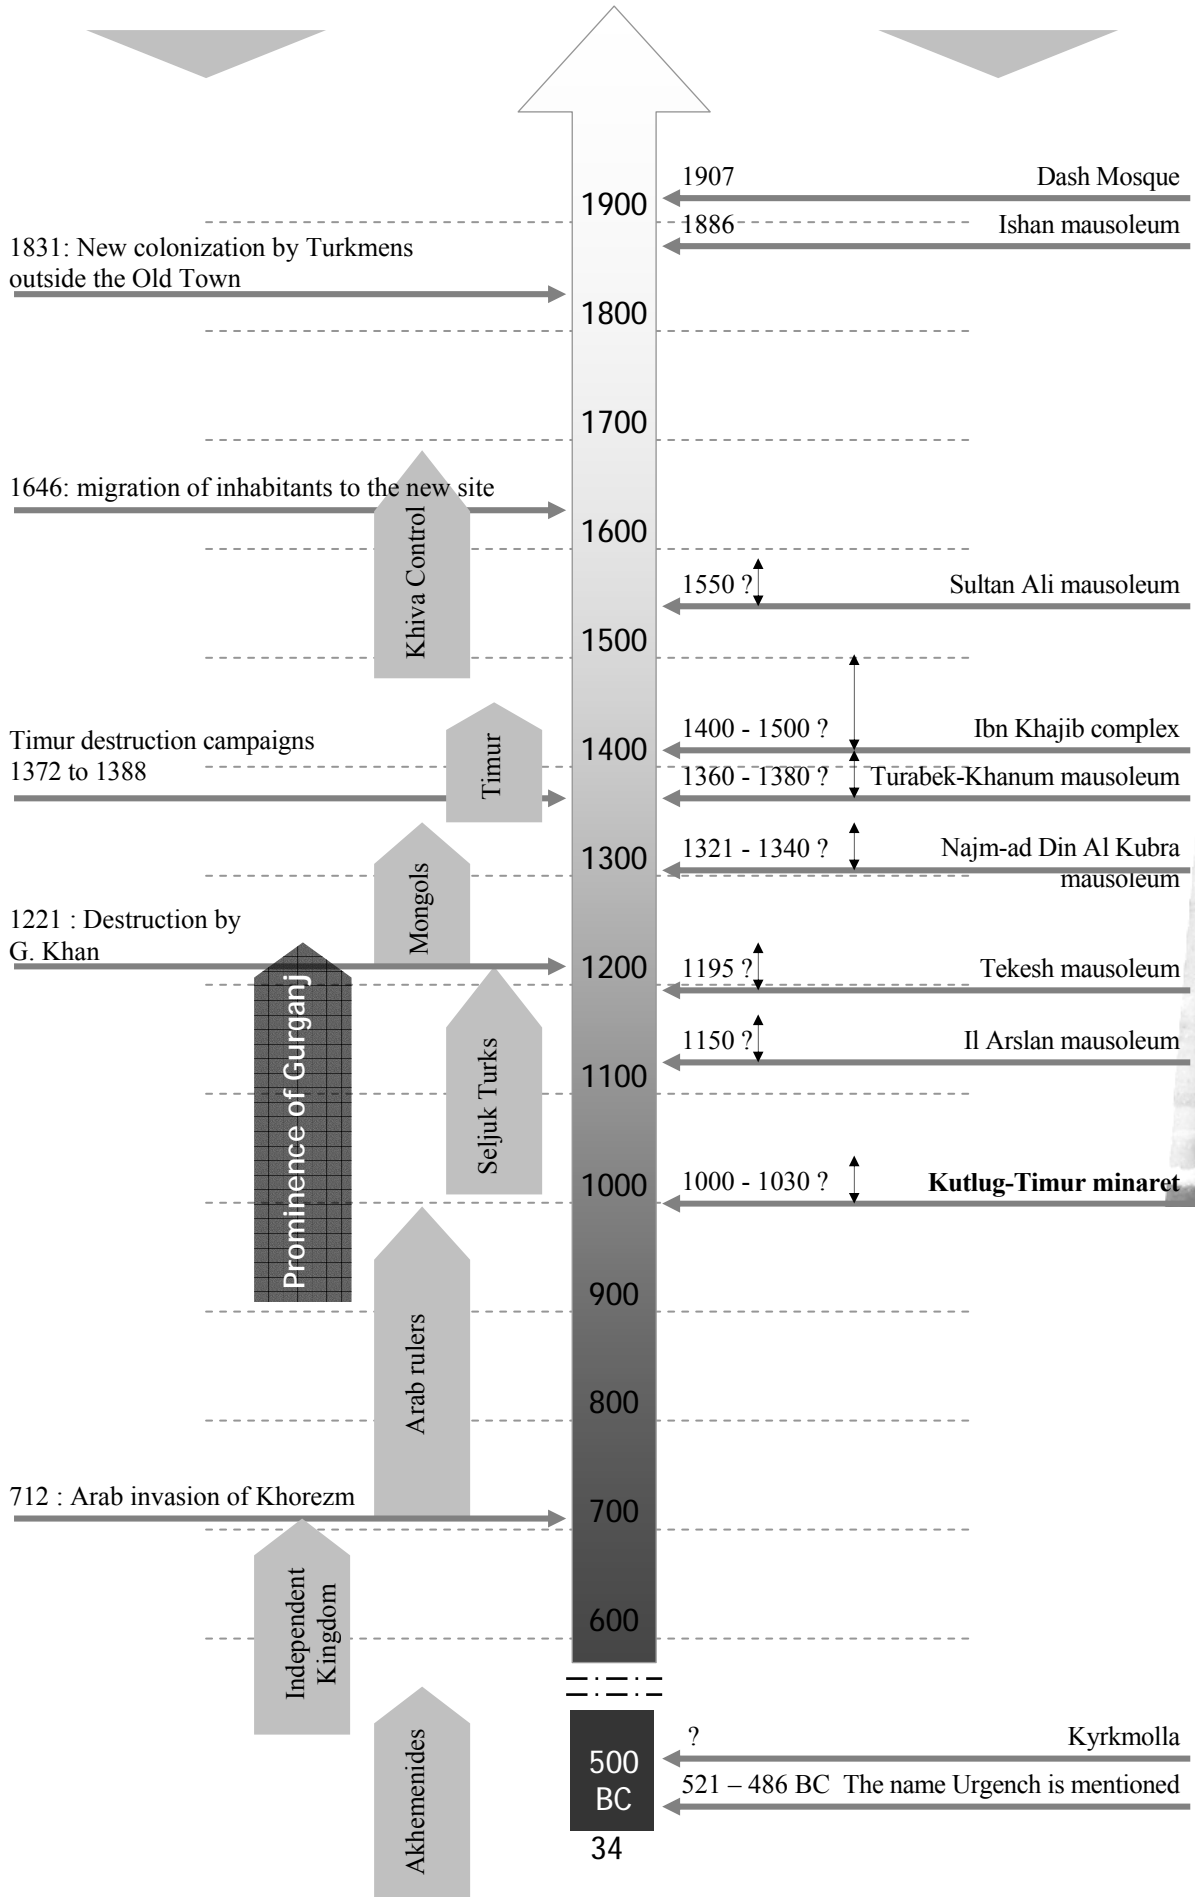 1907
Dash Mosque
1900
1886
Ishan mausoleum
1831: New colonization by Turkmens
outside the Old Town
1800
1700
1646: migration of inhabitants to the new site
1600
Khiva Control
1550 ?
Sultan Ali mausoleum
1500
1400 - 1500 ?
Ibn Khajib complex
Timur destruction campaigns
1372 to 1388
1400
Timur
1360 - 1380 ?
Turabek-Khanum mausoleum
1321 - 1340 ?
Najm-ad Din Al Kubra
mausoleum
1300
Mongols
1221 : Destruction by
G. Khan
1200
1195 ?
Tekesh mausoleum
Prominence of Gurganj
Seljuk Turks
1150 ?
Il Arslan mausoleum
1100
1000
1000 - 1030 ?
Kutlug-Timur minaret
900
Arab rulers
800
712 : Arab invasion of Khorezm
700
Independent
Kingdom
600
Akhemenides
?
Kyrkmolla
500
BC
521 – 486 BC The name Urgench is mentioned
34